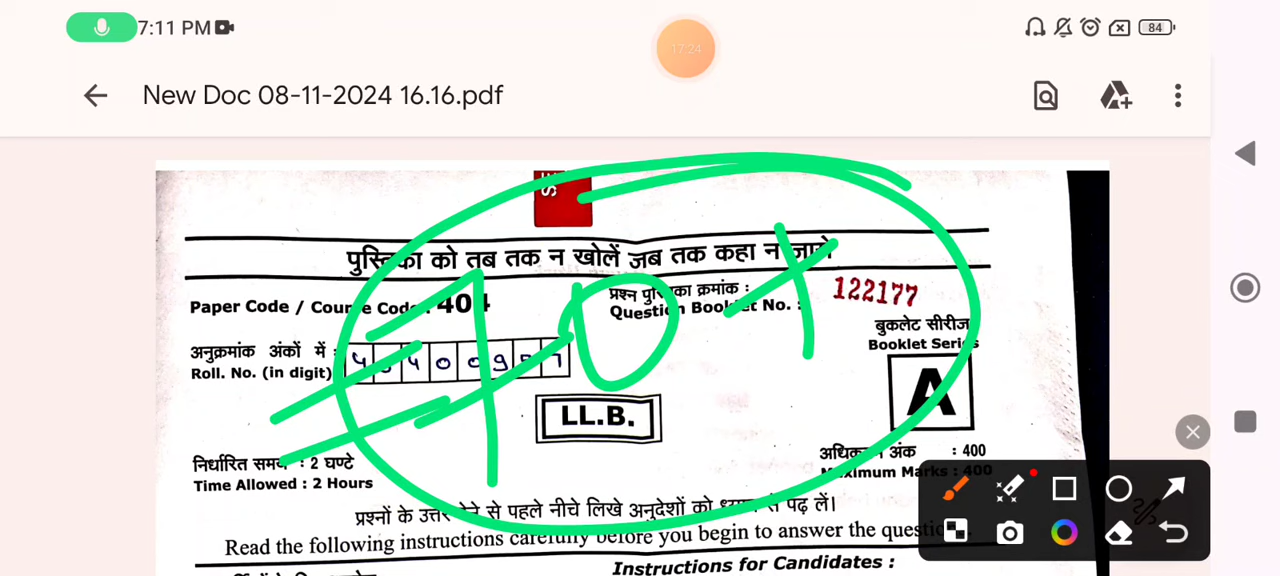 7:11 PM
17:24
84
New Doc 08-11-2024 16.16.pdf
पुस्तिका को तब तक न खोलें जब तक कहा न जाये
Paper Code / Course Code : 404
प्रश्न पुस्तिका क्रमांक :
Question Booklet No. :
122177
अनुक्रमांक अंकों में :
Roll. No. (in digit)
बुकलेट सीरीज
Booklet Series
A
LL.B.
निर्धारित समय : 2 घण्टे
Time Allowed : 2 Hours
अधिकतम अंक : 400
Maximum Marks : 400
प्रश्नों के उत्तर देने से पहले नीचे लिखे अनुदेशों को ध्यान से पढ़ लें।
Read the following instructions carefully before you begin to answer the
Instructions for Candidates :